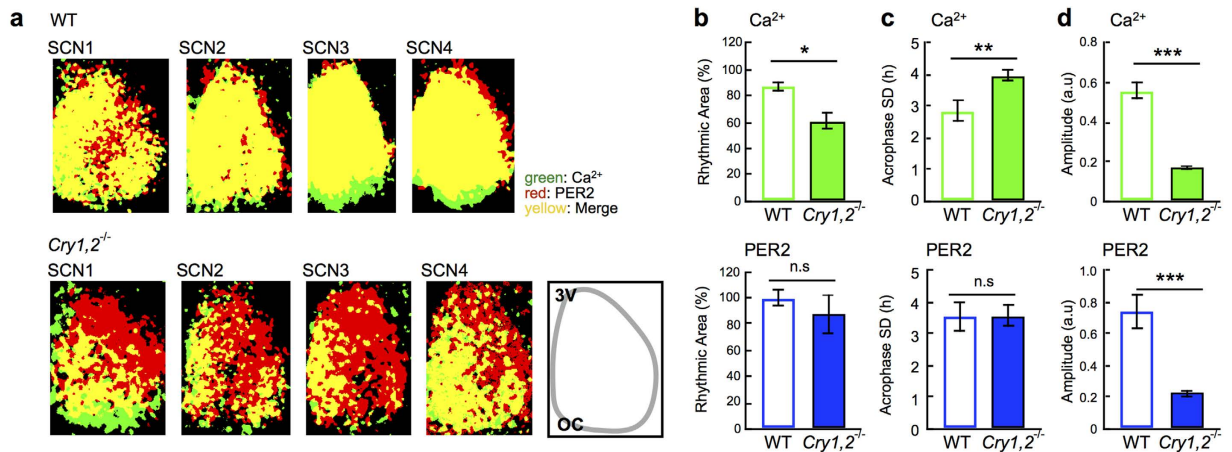 a
WT
SCN1 SCN2 SCN3 SCN4
green: Ca²⁺
red: PER2
yellow: Merge
Cry1,2⁻/⁻
SCN1 SCN2 SCN3 SCN4
3V
OC
b
Ca²⁺
Rhythmic Area (%)
120
100
80
60
40
20
0
*
WT Cry1,2⁻/⁻
PER2
Rhythmic Area (%)
120
100
80
60
40
20
0
n.s
WT Cry1,2⁻/⁻
c
Ca²⁺
Acrophase SD (h)
5
4
3
2
1
0
**
WT Cry1,2⁻/⁻
PER2
Acrophase SD (h)
5
4
3
2
1
0
n.s
WT Cry1,2⁻/⁻
d
Ca²⁺
Amplitude (a.u)
0.8
0.6
0.4
0.2
0
***
WT Cry1,2⁻/⁻
PER2
Amplitude (a.u)
1.0
0.8
0.6
0.4
0.2
0
***
WT Cry1,2⁻/⁻